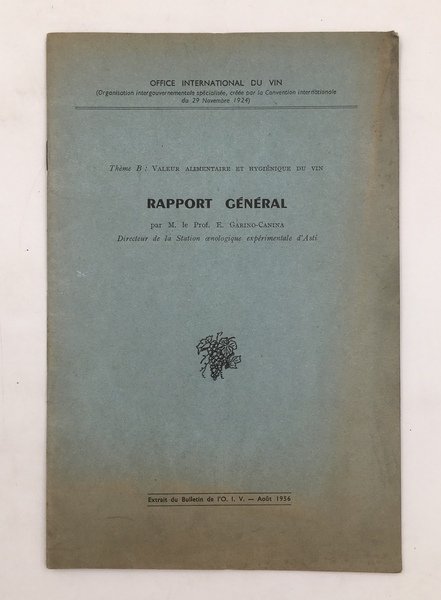 OFFICE INTERNATIONAL DU VIN
(Organisation intergouvernementale spécialisée, créée par la Convention internationale
du 29 Novembre 1924)
Thème B : VALEUR ALIMENTAIRE ET HYGIÉNIQUE DU VIN
RAPPORT GÉNÉRAL
par M. le Prof. E. GARINO-CANINA
Directeur de la Station œnologique expérimentale d'Asti
Extrait du Bulletin de l'O. I. V. — Août 1956